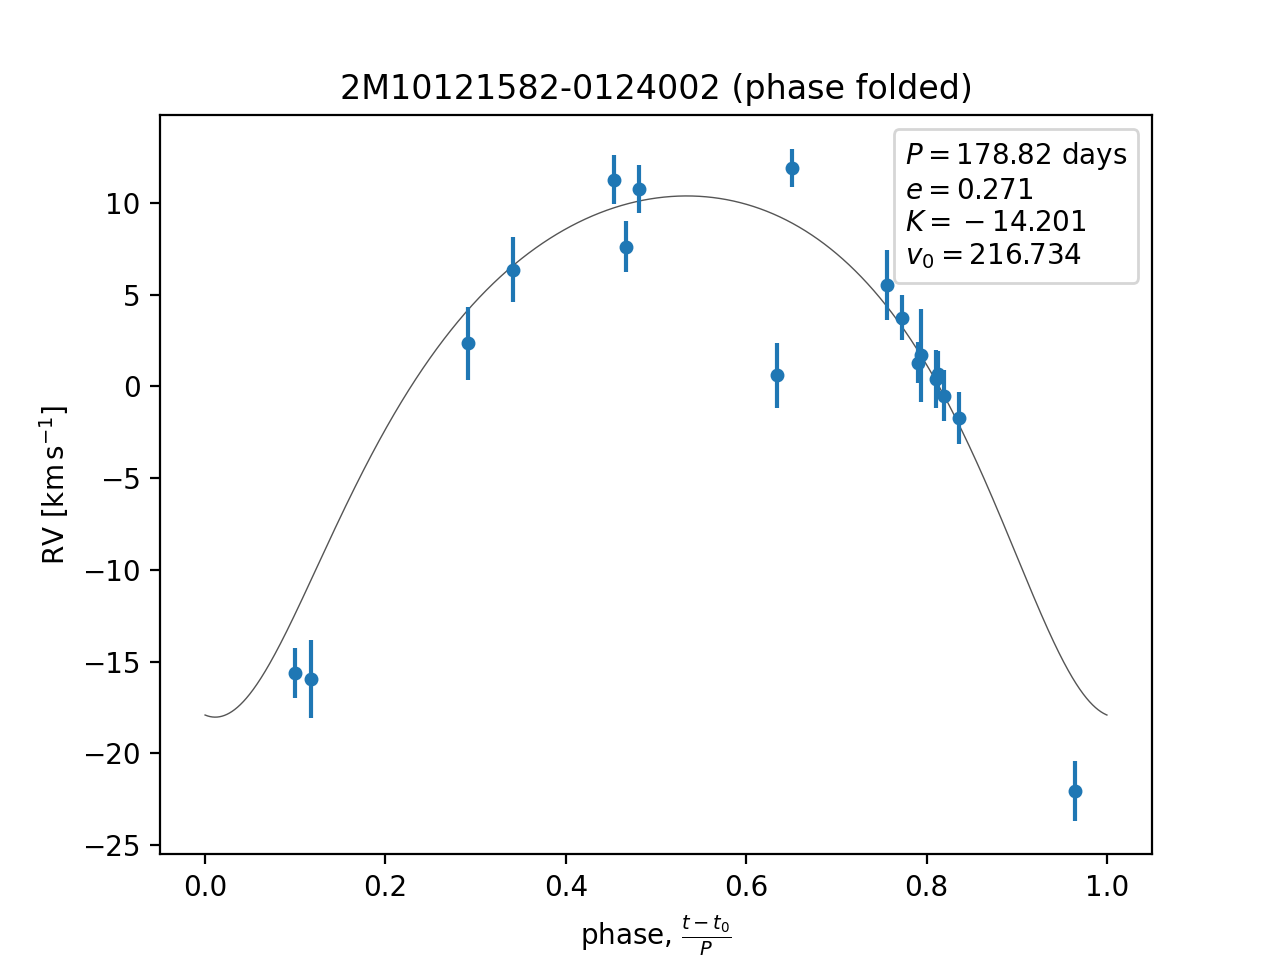 2M10121582-0124002 (phase folded)
P = 178.82 days
e = 0.271
K = −14.201
v₀ = 216.734
10
5
0
−5
−10
−15
−20
−25
RV [km s⁻¹]
0.0 0.2 0.4 0.6 0.8 1.0
phase, (t − t₀)/P